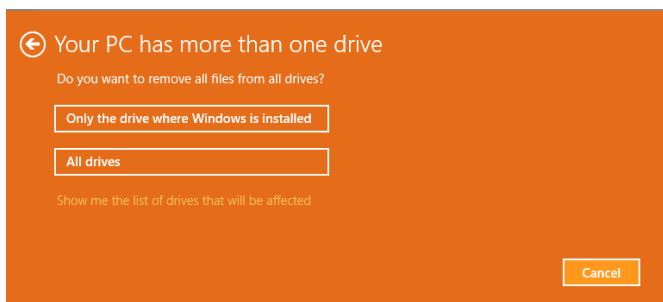 Your PC has more than one drive
Do you want to remove all files from all drives?
Only the drive where Windows is installed
All drives
Show me the list of drives that will be affected
Cancel